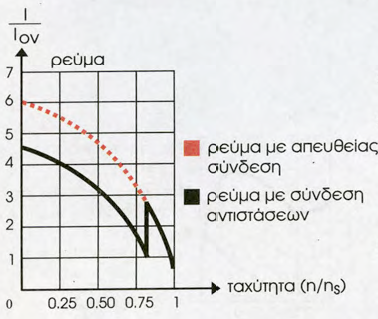 I
Iov
ρεύμα
7
6
5
4
3
2
1
0
0.25 0.50 0.75 1
ταχύτητα (n/ns)
ρεύμα με απευθείας
σύνδεση
ρεύμα με σύνδεση
αντιστάσεων